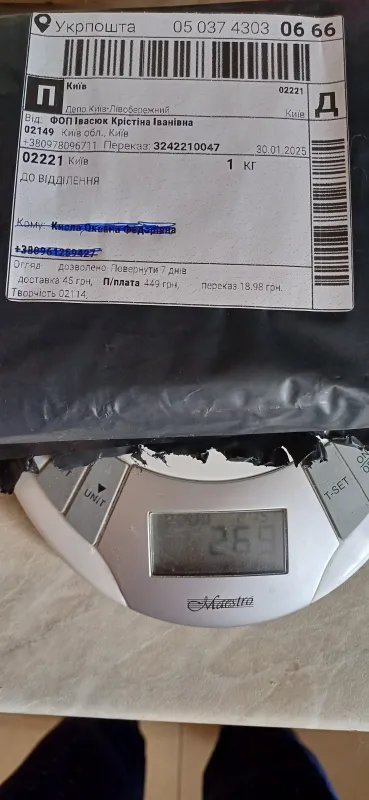 Укрпошта 05 037 4303 06 66
Київ 02221
П Депо Київ-Лівобережний Київ Д
Від: ФОП Івасюк Крістіна Іванівна
02149 Київ обл., Київ
+380978096711 Переказ: 3242210047 30.01.2025
02221 Київ 1 КГ
ДО ВІДДІЛЕННЯ
Кому:
Огляд дозволено Повернути 7 днів
доставка 45 грн, П/плата 449 грн, переказ 18.98 грн.
Творчість 02114,
UNIT
T-SET
269
Maestro